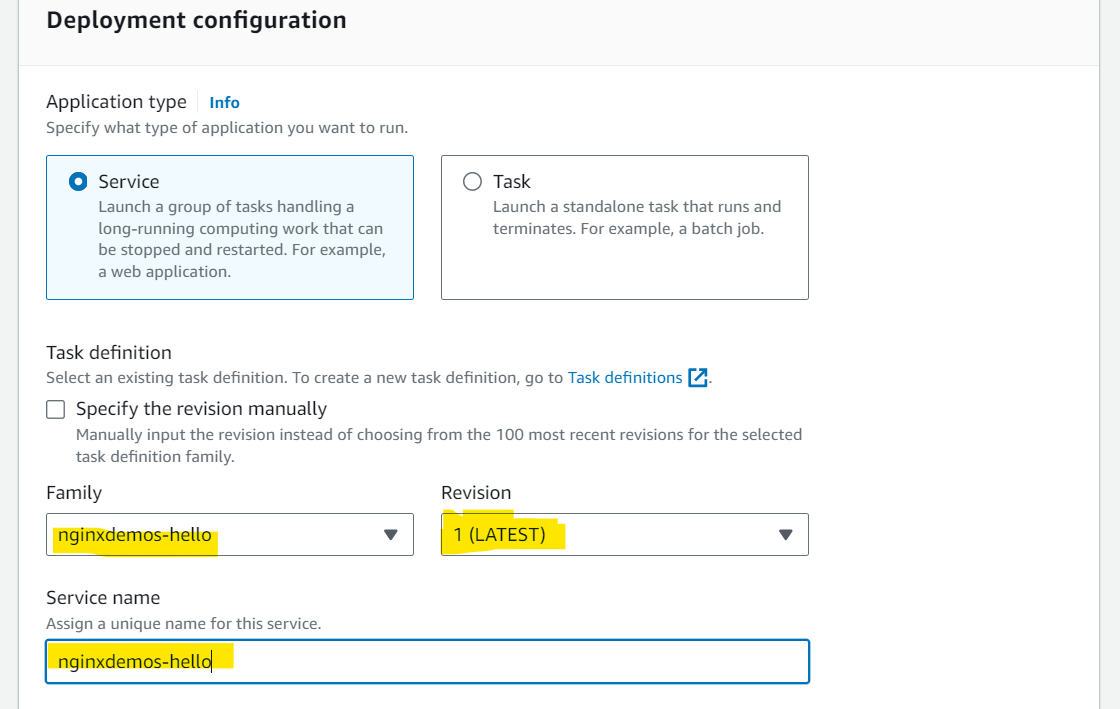 Deployment configuration
Application type Info
Specify what type of application you want to run.
Service
Launch a group of tasks handling a
long-running computing work that can
be stopped and restarted. For example,
a web application.
Task
Launch a standalone task that runs and
terminates. For example, a batch job.
Task definition
Select an existing task definition. To create a new task definition, go to Task definitions.
Specify the revision manually
Manually input the revision instead of choosing from the 100 most recent revisions for the selected
task definition family.
Family
nginxdemos-hello
Revision
1 (LATEST)
Service name
Assign a unique name for this service.
nginxdemos-hello